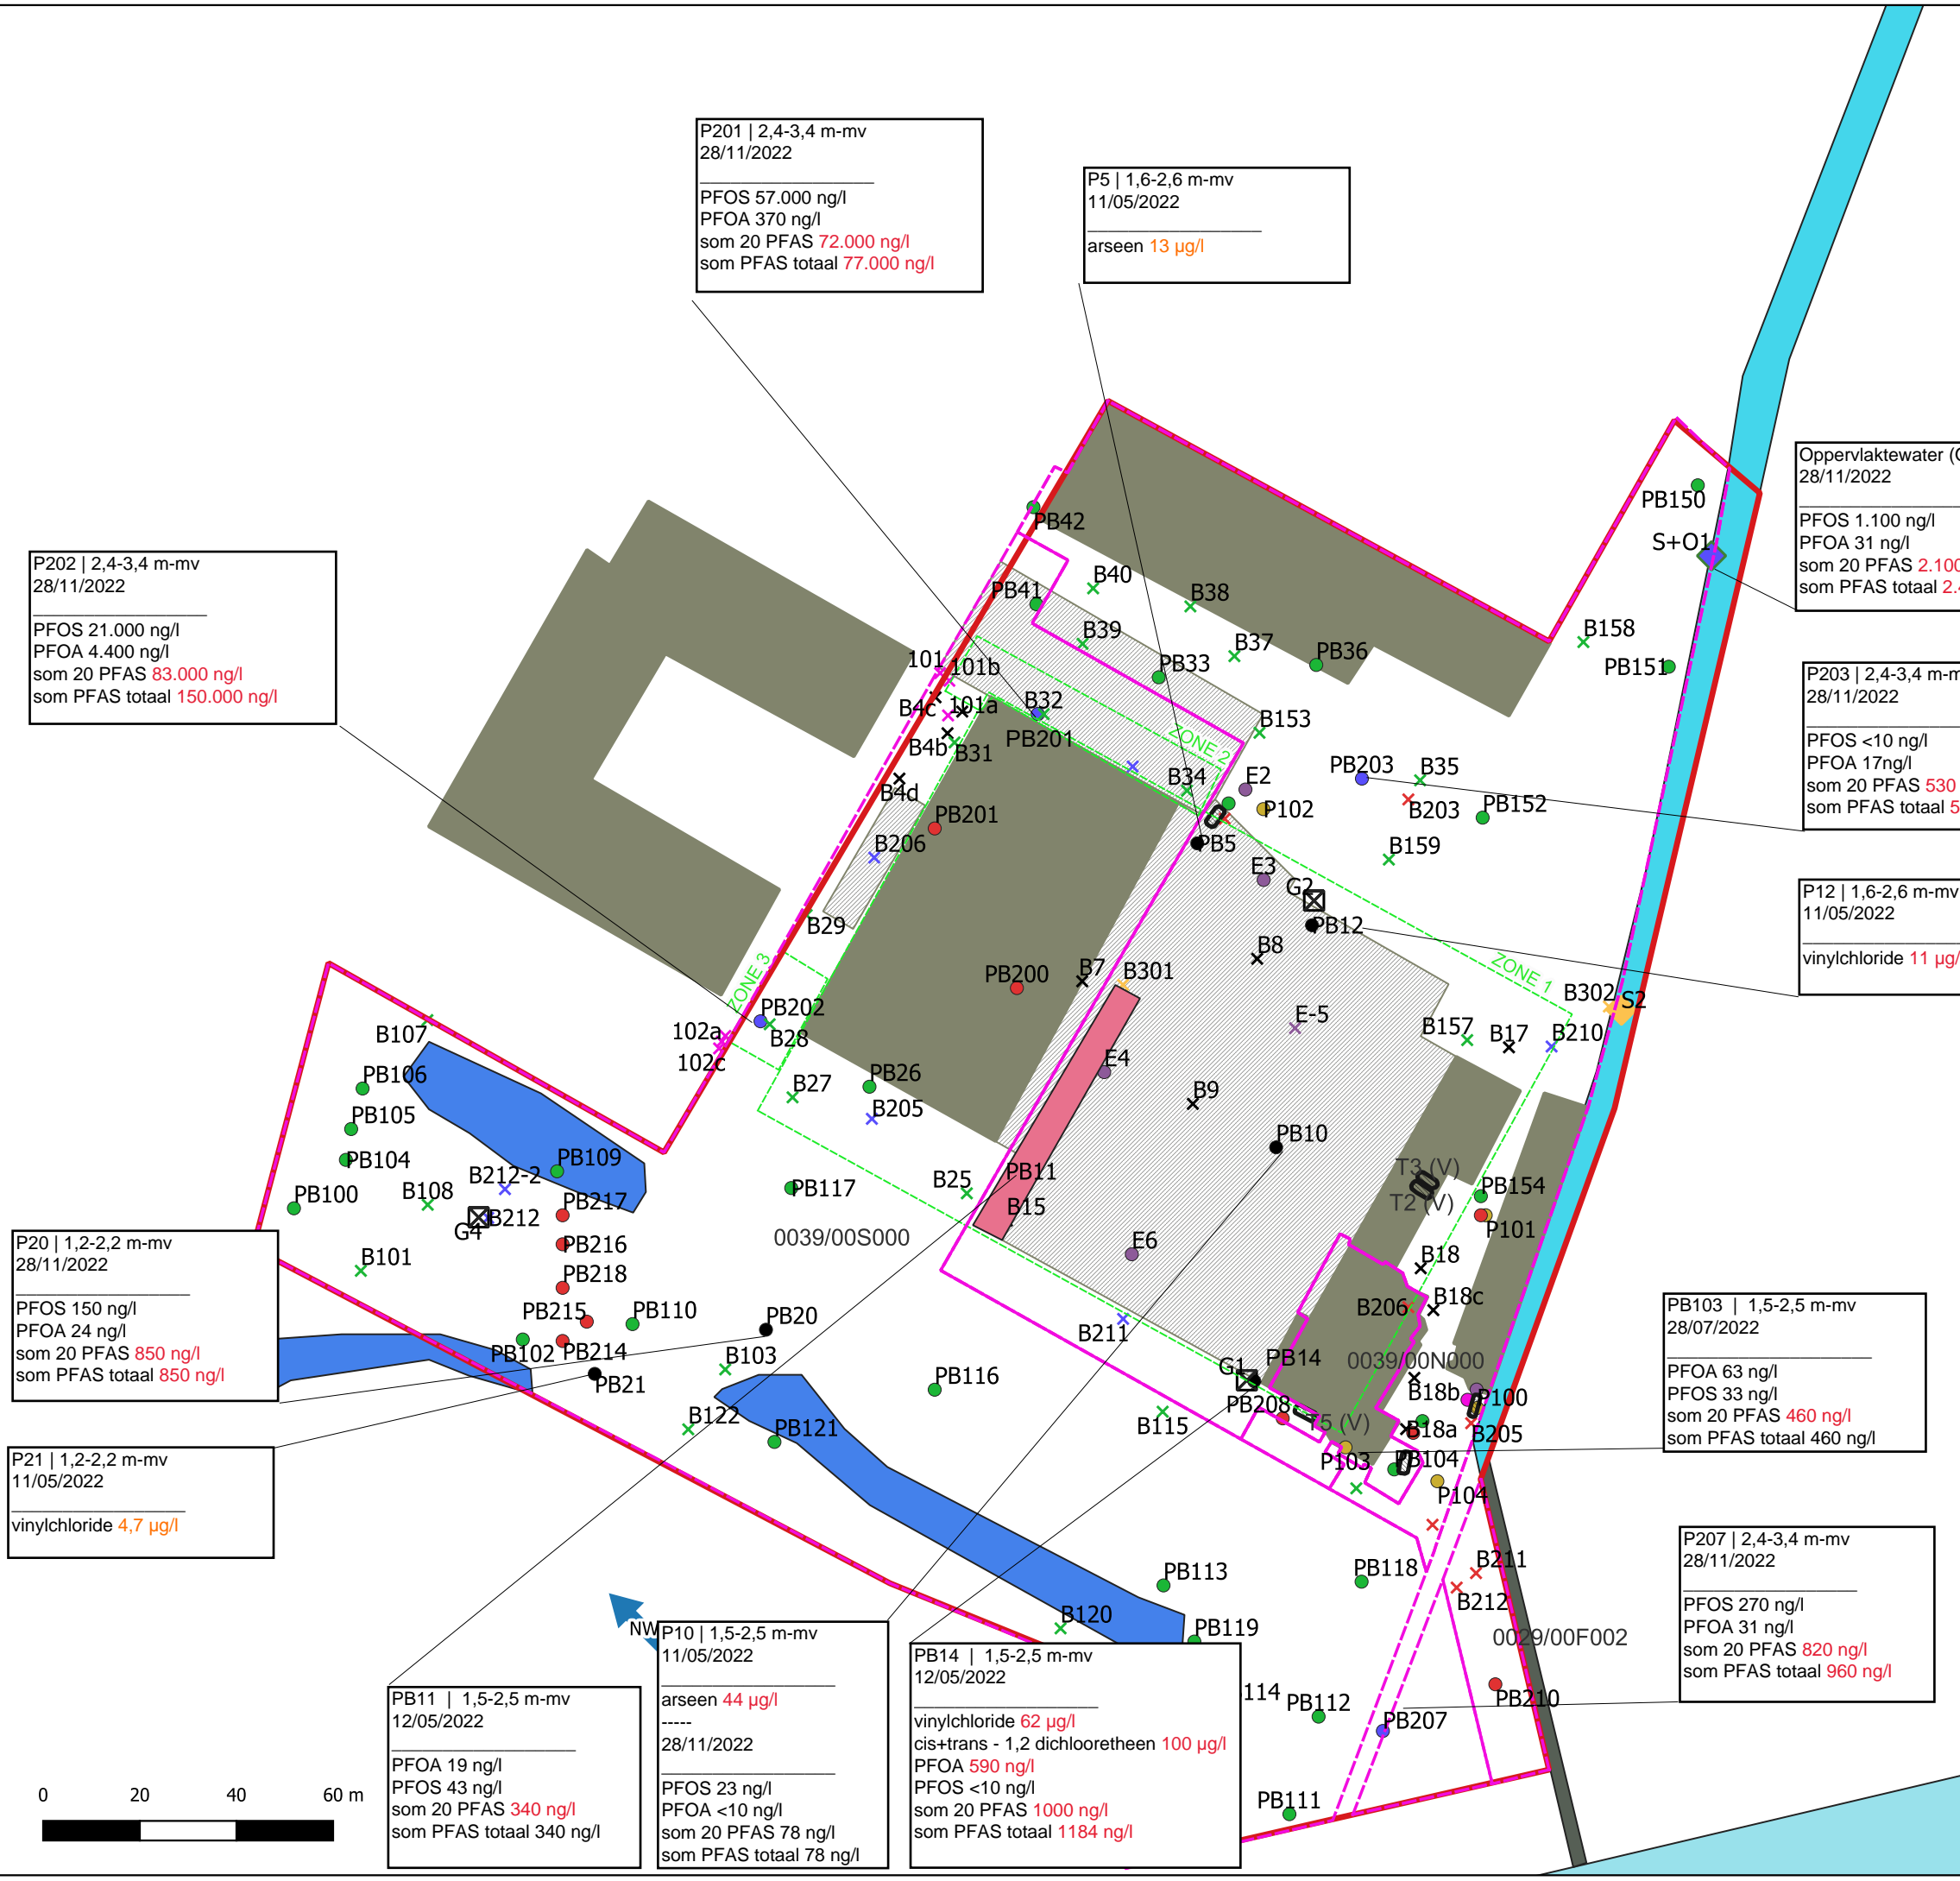 P201 | 2,4-3,4 m-mv
28/11/2022
PFOS 57.000 ng/l
PFOA 370 ng/l
som 20 PFAS 72.000 ng/l
som PFAS totaal 77.000 ng/l
P5 | 1,6-2,6 m-mv
11/05/2022
arseen 13 µg/l
Oppervlaktewater (
28/11/2022
PFOS 1.100 ng/l
PFOA 31 ng/l
som 20 PFAS 2.100
som PFAS totaal 2.
P202 | 2,4-3,4 m-mv
28/11/2022
PFOS 21.000 ng/l
PFOA 4.400 ng/l
som 20 PFAS 83.000 ng/l
som PFAS totaal 150.000 ng/l
P203 | 2,4-3,4 m-m
28/11/2022
PFOS <10 ng/l
PFOA 17ng/l
som 20 PFAS 530
som PFAS totaal 5
P12 | 1,6-2,6 m-mv
11/05/2022
vinylchloride 11 µg/
PB150
S+O1
PB42
B40
PB41
B38
B39
B37
PB33
PB36
B158
PB151
101
101b
B4c
101a
B32
PB201
B4b
B31
B153
ZONE 2
B4d
B34
E2
PB203
B35
P102
B203
PB152
PB201
B206
PB5
B159
E3
G2
B29
PB12
B8
ZONE 3
PB200
B7
B301
ZONE 1
E-5
B302
S2
PB202
B28
102a
102c
B157
B17
B210
B107
PB106
B27
PB26
B205
E4
B9
PB105
PB104
PB10
PB109
B212-2
PB100
B108
PB217
B212
G4
PB117
B25
PB11
B15
T3 (V)
T2 (V)
PB154
P101
0039/00S000
PB216
E6
B101
PB218
B18
PB215
PB110
PB20
B206
B18c
B211
PB102
PB214
B103
PB21
0039/00N000
G1
PB14
PB116
B18b
P100
PB208
B122
PB121
B115
T5 (V)
B18a
B205
P103
PB104
P104
P20 | 1,2-2,2 m-mv
28/11/2022
PFOS 150 ng/l
PFOA 24 ng/l
som 20 PFAS 850 ng/l
som PFAS totaal 850 ng/l
PB103 | 1,5-2,5 m-mv
28/07/2022
PFOA 63 ng/l
PFOS 33 ng/l
som 20 PFAS 460 ng/l
som PFAS totaal 460 ng/l
P21 | 1,2-2,2 m-mv
11/05/2022
vinylchloride 4,7 µg/l
PB113
PB118
B211
B212
B120
PB119
NW
0029/00F002
114
PB112
PB210
PB207
PB111
P207 | 2,4-3,4 m-mv
28/11/2022
PFOS 270 ng/l
PFOA 31 ng/l
som 20 PFAS 820 ng/l
som PFAS totaal 960 ng/l
PB11 | 1,5-2,5 m-mv
12/05/2022
PFOA 19 ng/l
PFOS 43 ng/l
som 20 PFAS 340 ng/l
som PFAS totaal 340 ng/l
P10 | 1,5-2,5 m-mv
11/05/2022
arseen 44 µg/l
-----
28/11/2022
PFOS 23 ng/l
PFOA <10 ng/l
som 20 PFAS 78 ng/l
som PFAS totaal 78 ng/l
PB14 | 1,5-2,5 m-mv
12/05/2022
vinylchloride 62 µg/l
cis+trans - 1,2 dichlooretheen 100 µg/l
PFOA 590 ng/l
PFOS <10 ng/l
som 20 PFAS 1000 ng/l
som PFAS totaal 1184 ng/l
0 20 40 60 m